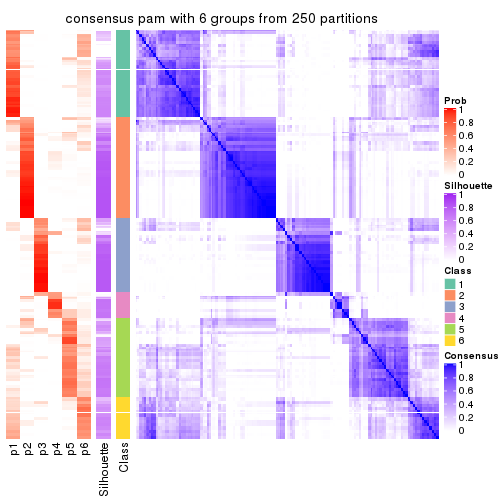 consensus pam with 6 groups from 250 partitions
Prob
1
0.8
0.6
0.4
0.2
0
Silhouette
1
0.8
0.6
0.4
0.2
0
Class
1
2
3
4
5
6
Consensus
1
0.8
0.6
0.4
0.2
0
p1
p2
p3
p4
p5
p6
Silhouette
Class